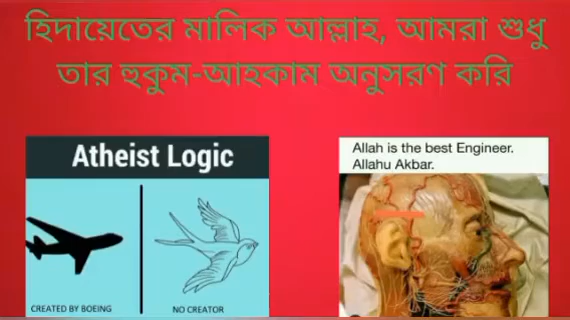 হিদায়েতের মালিক আল্লাহ, আমরা শুধু
তার হুকুম-আহকাম অনুসরণ করি
Atheist Logic
CREATED BY BOEING
NO CREATOR
Allah is the best Engineer.
Allahu Akbar.